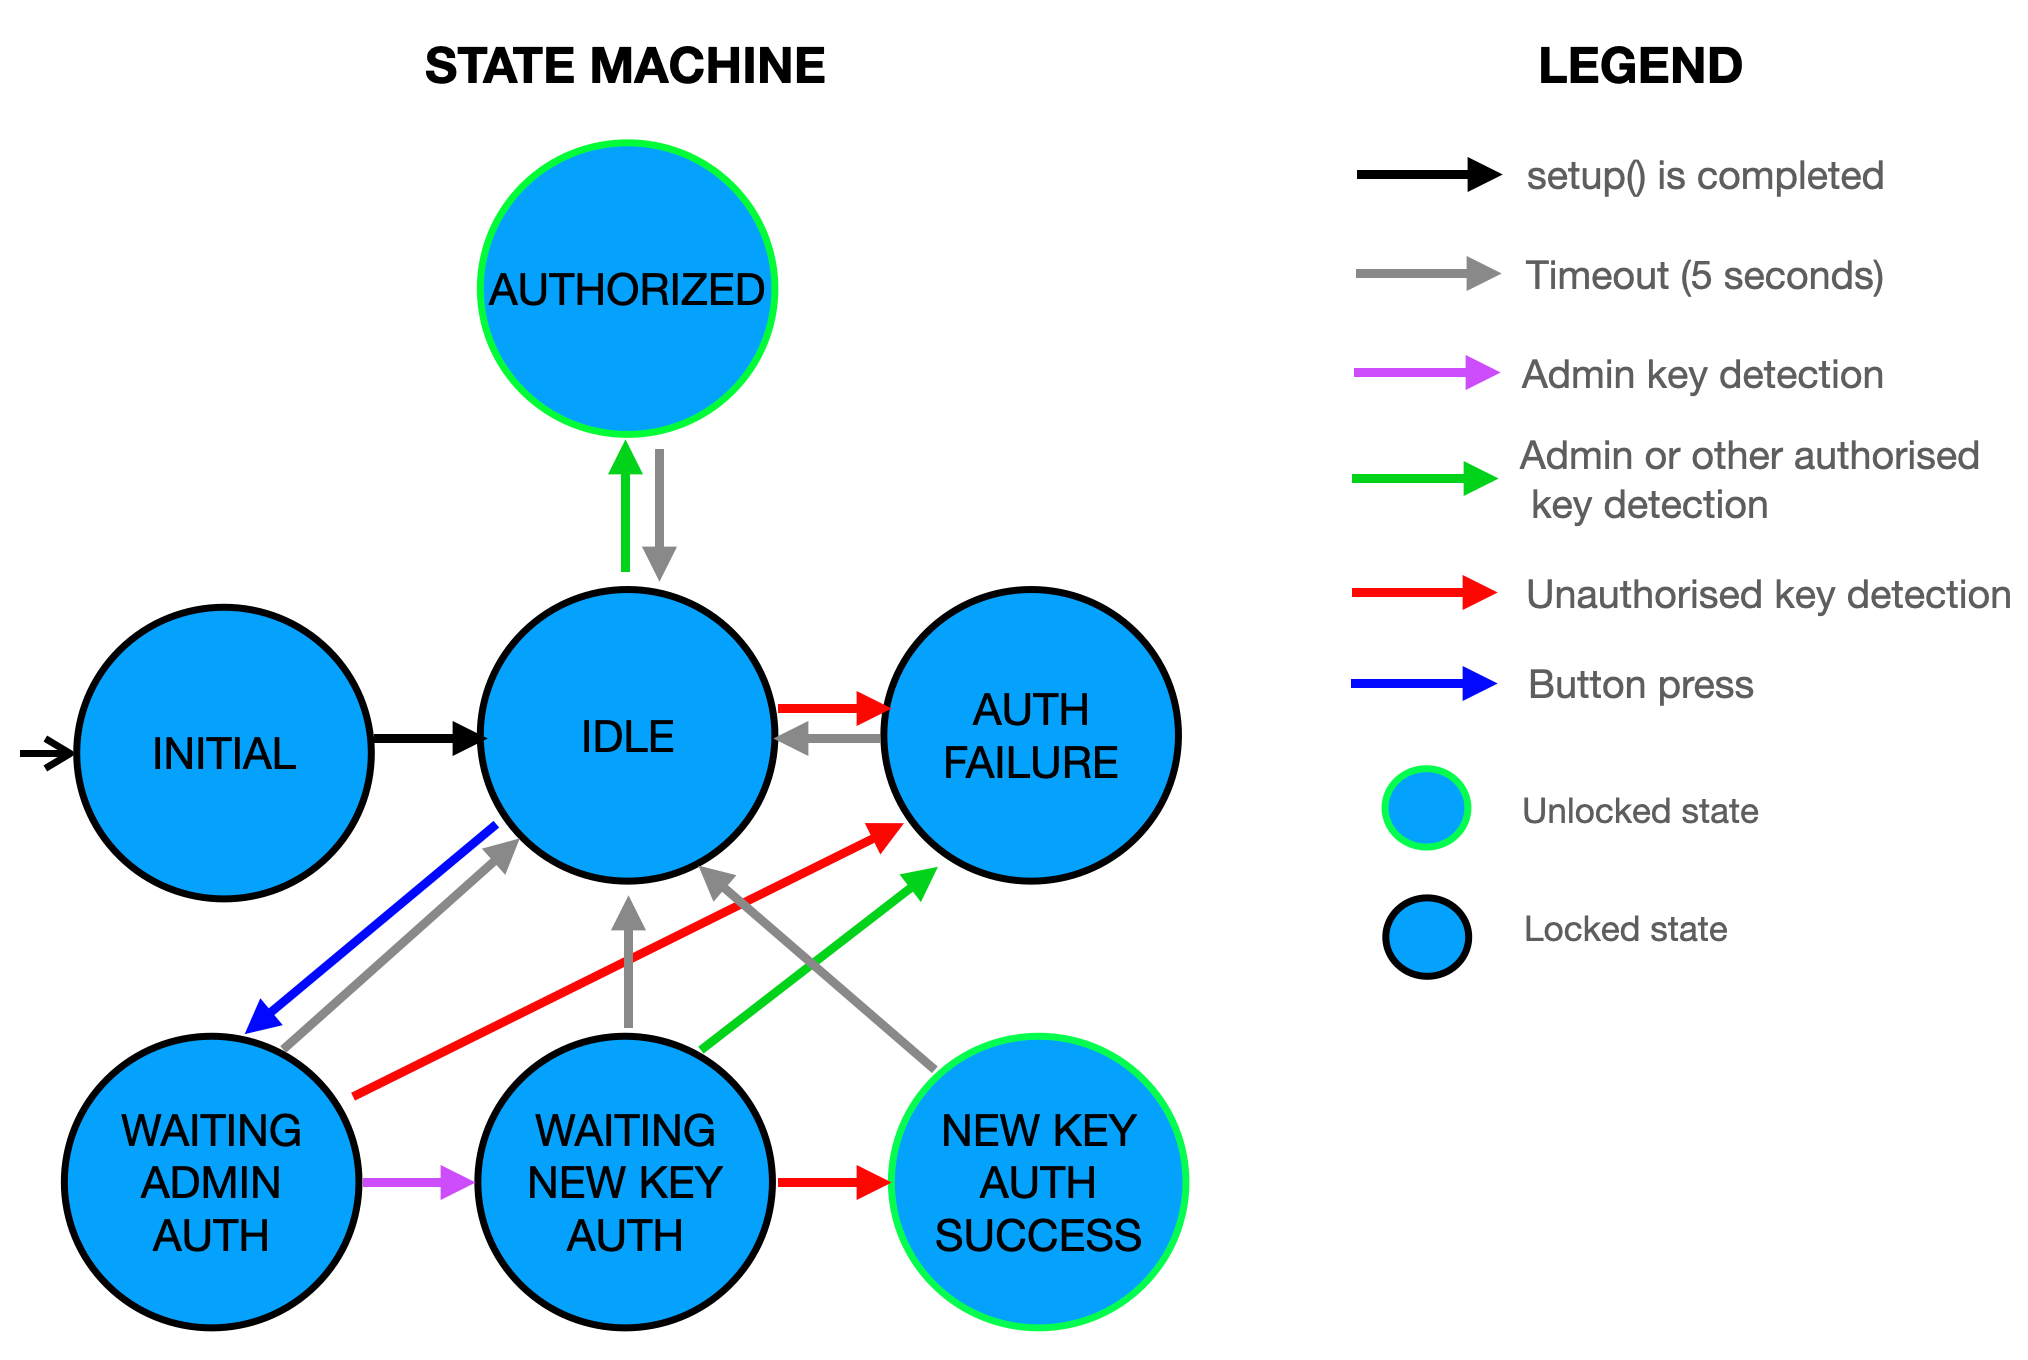 STATE MACHINE
AUTHORIZED
INITIAL
IDLE
AUTH
FAILURE
WAITING
ADMIN
AUTH
WAITING
NEW KEY
AUTH
NEW KEY
AUTH
SUCCESS
LEGEND
setup() is completed
Timeout (5 seconds)
Admin key detection
Admin or other authorised
key detection
Unauthorised key detection
Button press
Unlocked state
Locked state